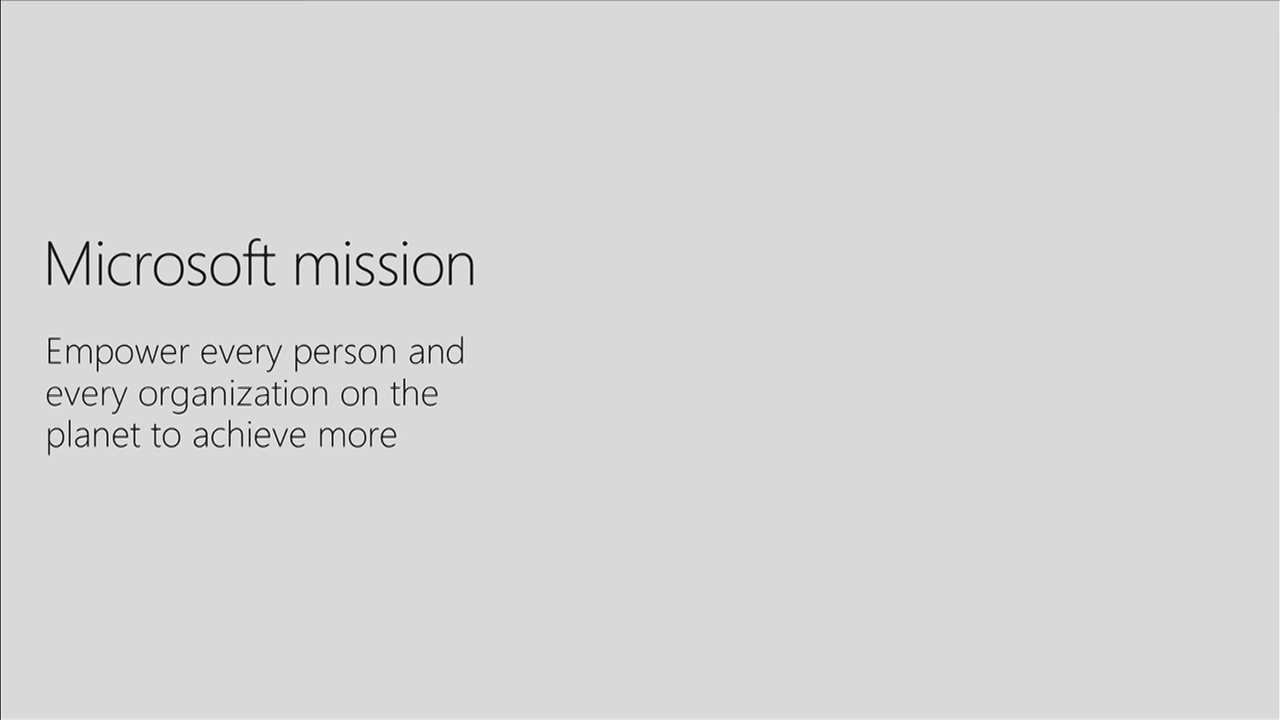 Microsoft mission
Empower every person and
every organization on the
planet to achieve more